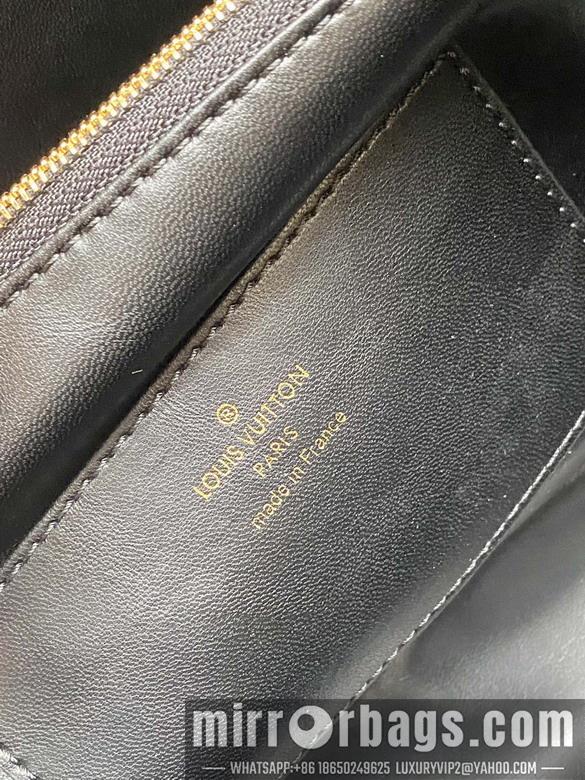 ®
LOUIS VUITTON
PARIS
made in France
mirrorbags.com
WHATSAPP:+86 18650249625 LUXURYVIP2@YAHOO.COM